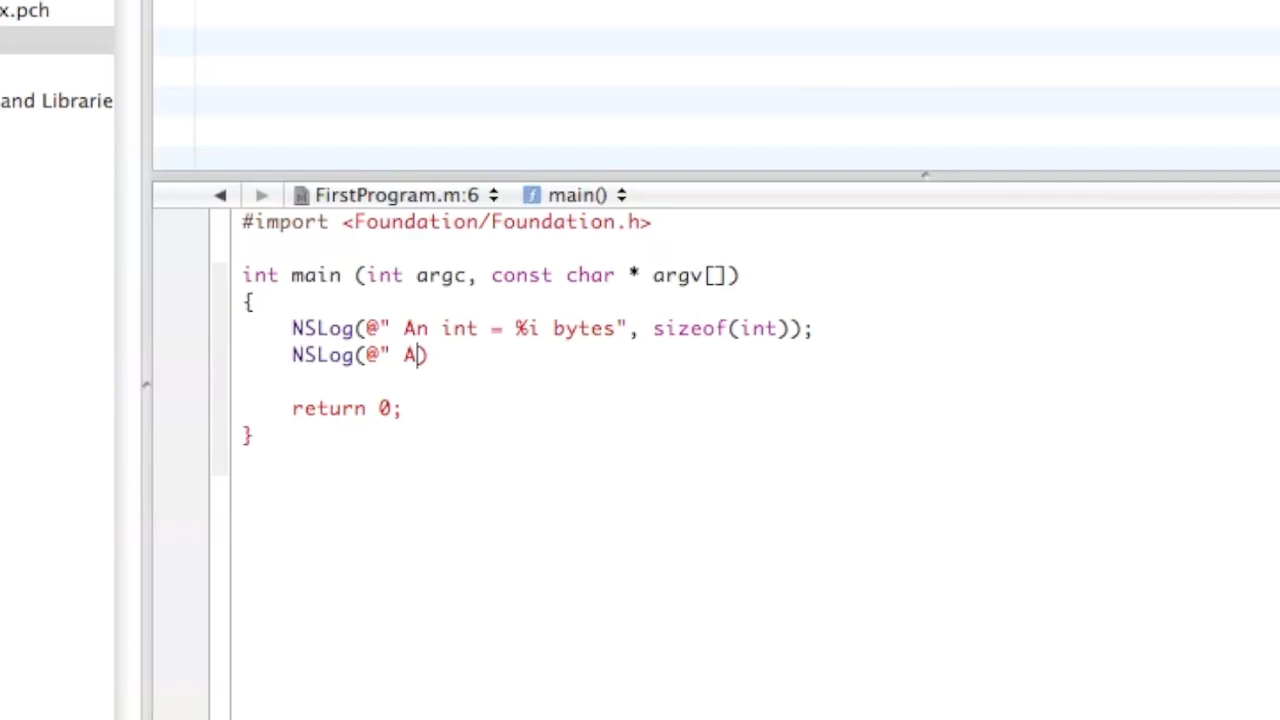 x.pch
and Librarie
FirstProgram.m:6 main()
#import <Foundation/Foundation.h>
int main (int argc, const char * argv[])
{
NSLog(@" An int = %i bytes", sizeof(int));
NSLog(@" A)
return 0;
}